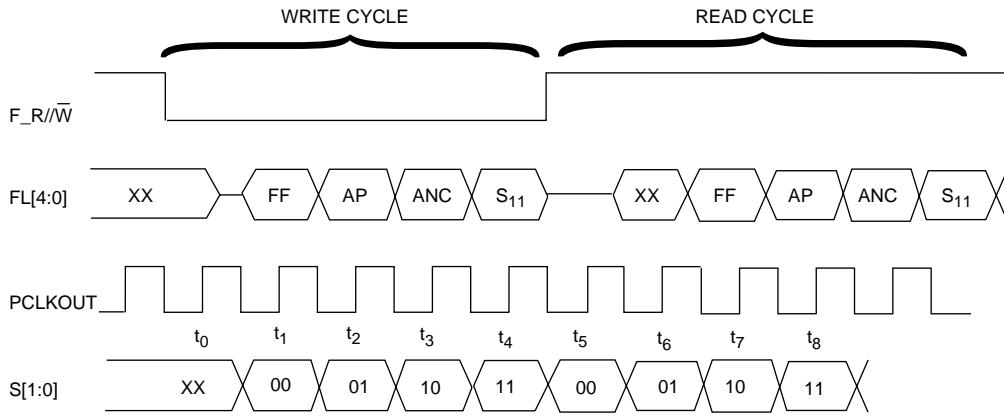 WRITE CYCLE READ CYCLE
F_R//W̅
FL[4:0] XX FF AP ANC S₁₁ XX FF AP ANC S₁₁
PCLKOUT
t₀ t₁ t₂ t₃ t₄ t₅ t₆ t₇ t₈
S[1:0] XX 00 01 10 11 00 01 10 11